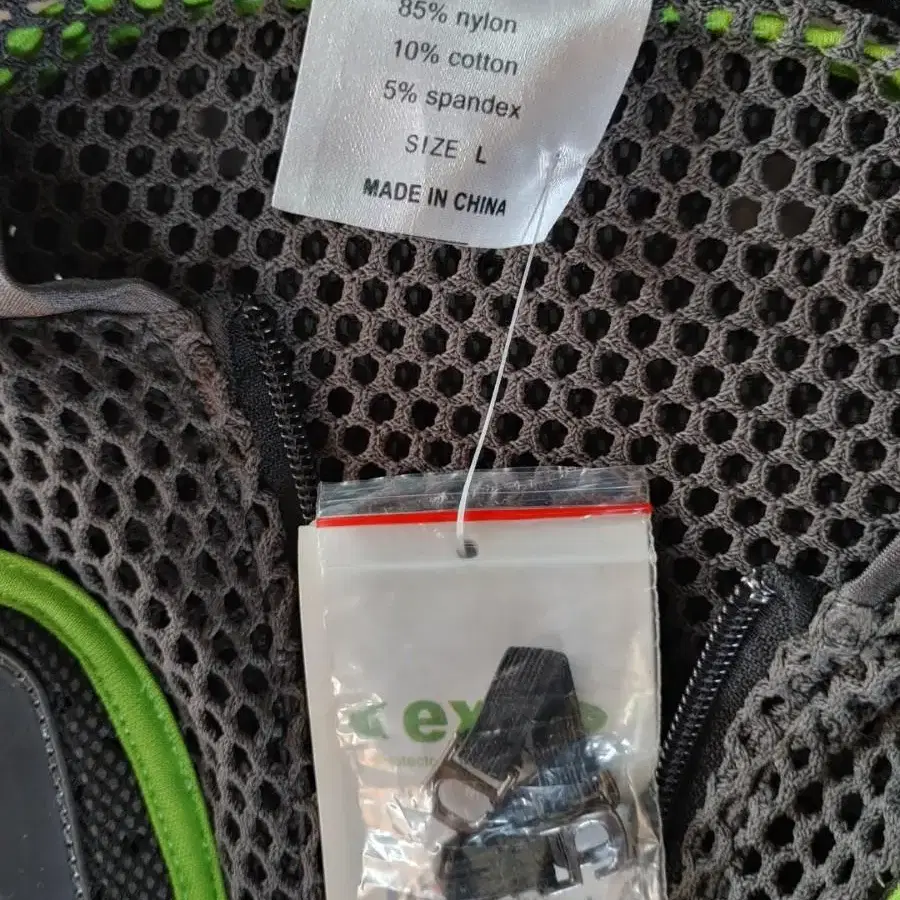 85% nylon
10% cotton
5% spandex
SIZE L
MADE IN CHINA